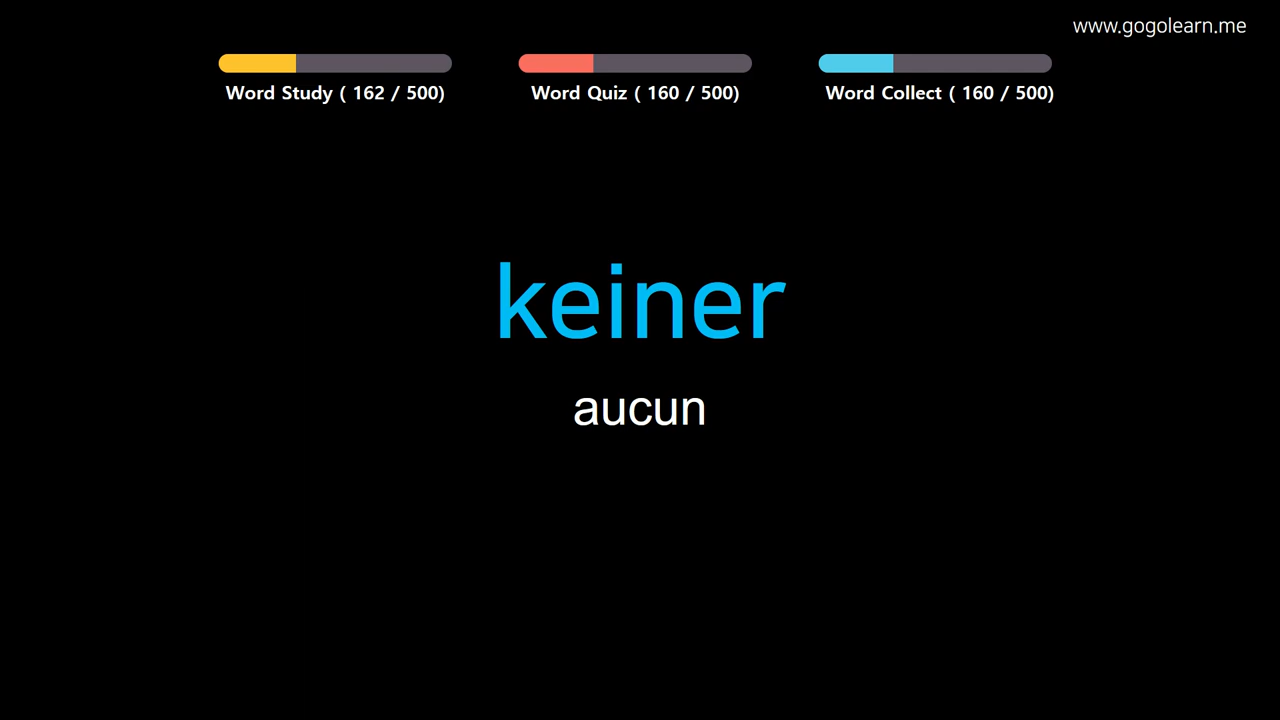 www.gogolearn.me
Word Study ( 162 / 500)
Word Quiz ( 160 / 500)
Word Collect ( 160 / 500)
keiner
aucun